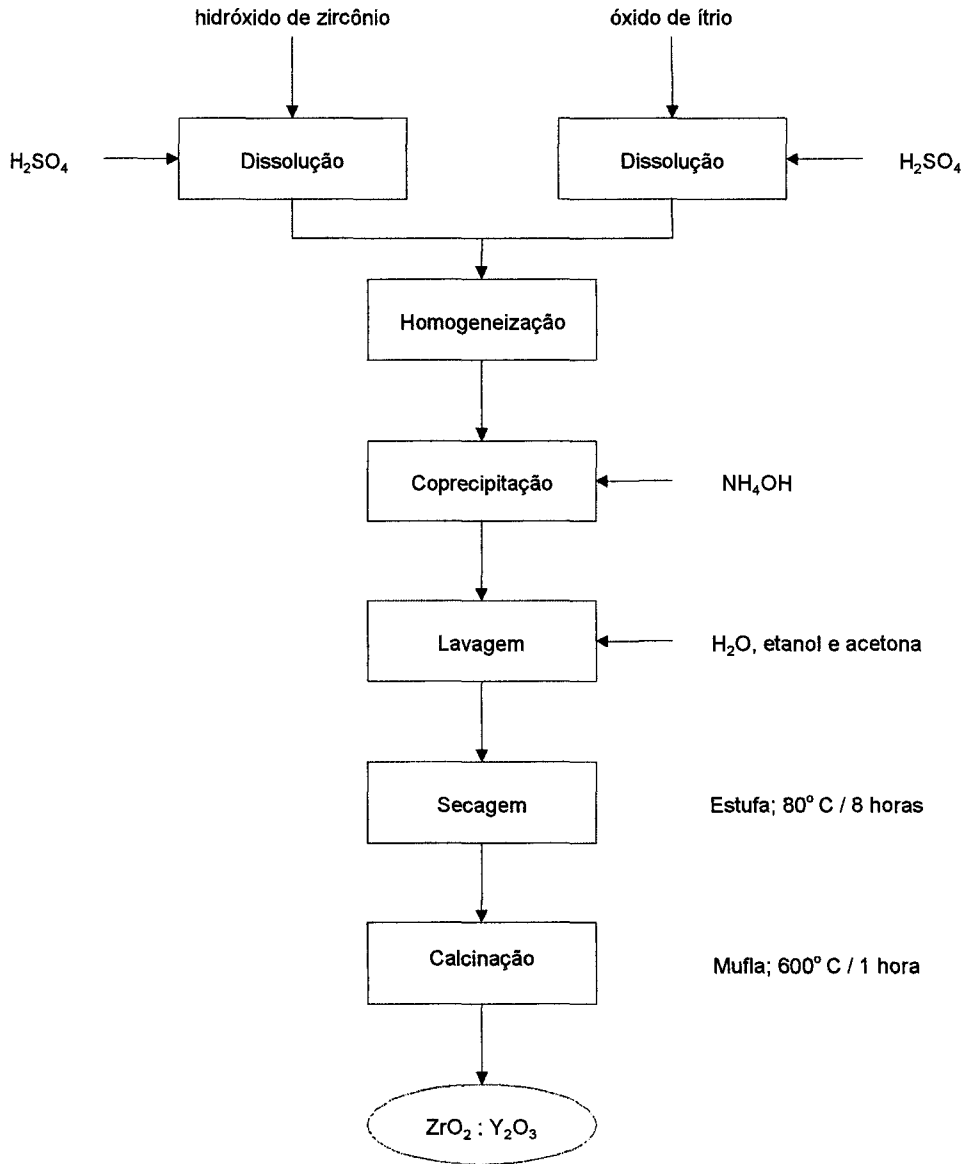 hidróxido de zircônio
óxido de ítrio
H₂SO₄
Dissolução
Dissolução
H₂SO₄
Homogeneização
Coprecipitação
NH₄OH
Lavagem
H₂O, etanol e acetona
Secagem
Estufa; 80° C / 8 horas
Calcinação
Mufla; 600° C / 1 hora
ZrO₂ : Y₂O₃